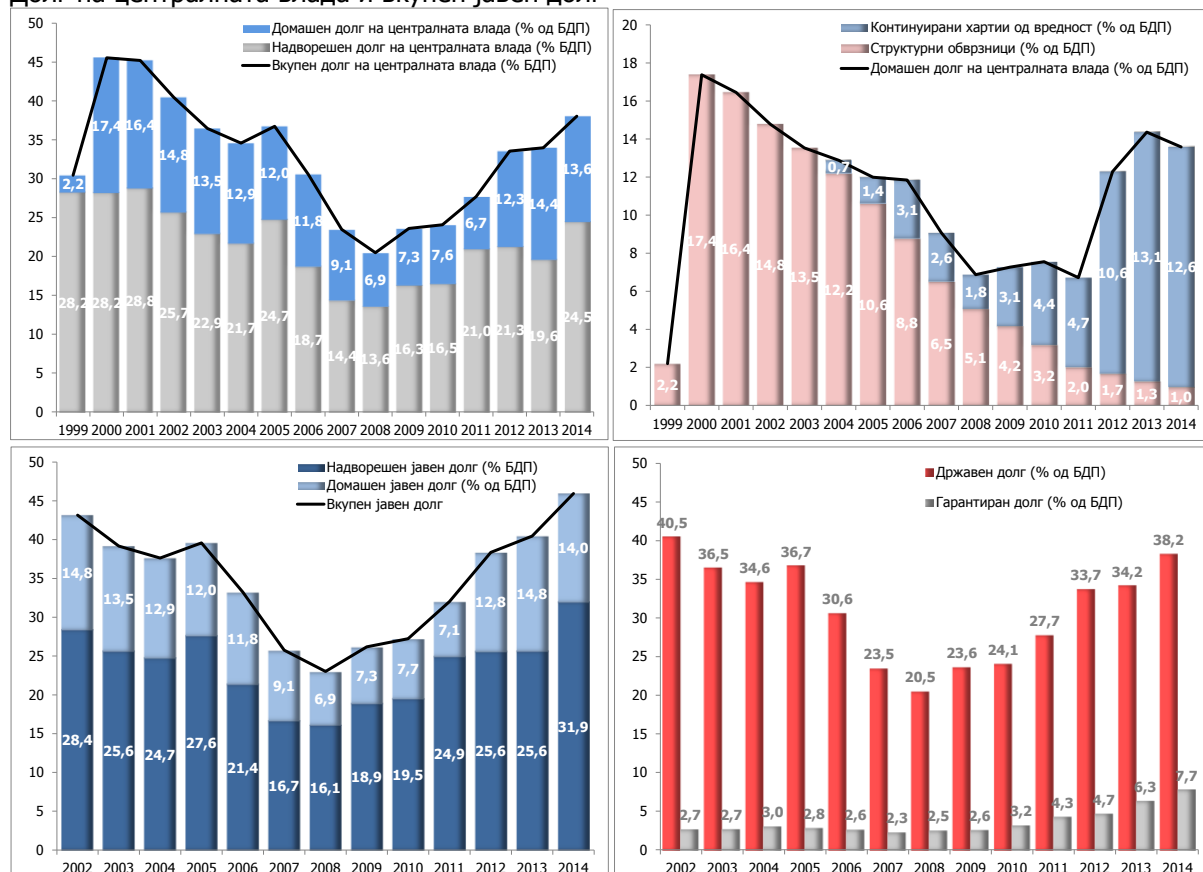 Долг на централната влада и вкупен јавен долг
Домашен долг на централната влада (% од БДП)
Надворешен долг на централната влада (% БДП)
Вкупен долг на централната влада (% БДП)
50
45
40
35
30
25
20
15
10
5
0
2,2 17,4 16,4 14,8 13,5 12,9 12,0 11,8 9,1 6,9 7,3 7,6 6,7 12,3 14,4 13,6
28,2 28,2 28,8 25,7 22,9 21,7 24,7 18,7 14,4 13,6 16,3 16,5 21,0 21,3 19,6 24,5
1999 2000 2001 2002 2003 2004 2005 2006 2007 2008 2009 2010 2011 2012 2013 2014
Континуирани хартии од вредност (% од БДП)
Структурни обврзници (% од БДП)
Домашен долг на централната влада (% од БДП)
20
18
16
14
12
10
8
6
4
2
0
0,7 1,4 3,1 2,6 1,8 3,1 4,4 4,7 10,6 13,1 12,6
2,2 17,4 16,4 14,8 13,5 12,2 10,6 8,8 6,5 5,1 4,2 3,2 2,0 1,7 1,3 1,0
1999 2000 2001 2002 2003 2004 2005 2006 2007 2008 2009 2010 2011 2012 2013 2014
Надворешен јавен долг (% БДП)
Домашен јавен долг (% од БДП)
Вкупен јавен долг
50
45
40
35
30
25
20
15
10
5
0
14,8 13,5 12,9 12,0 11,8 9,1 6,9 7,3 7,7 7,1 12,8 14,8 14,0
28,4 25,6 24,7 27,6 21,4 16,7 16,1 18,9 19,5 24,9 25,6 25,6 31,9
2002 2003 2004 2005 2006 2007 2008 2009 2010 2011 2012 2013 2014
Државен долг (% од БДП)
Гарантиран долг (% од БДП)
50
45
40
35
30
25
20
15
10
5
0
40,5 36,5 34,6 36,7 30,6 23,5 20,5 23,6 24,1 27,7 33,7 34,2 38,2
2,7 2,7 3,0 2,8 2,6 2,3 2,5 2,6 3,2 4,3 4,7 6,3 7,7
2002 2003 2004 2005 2006 2007 2008 2009 2010 2011 2012 2013 2014